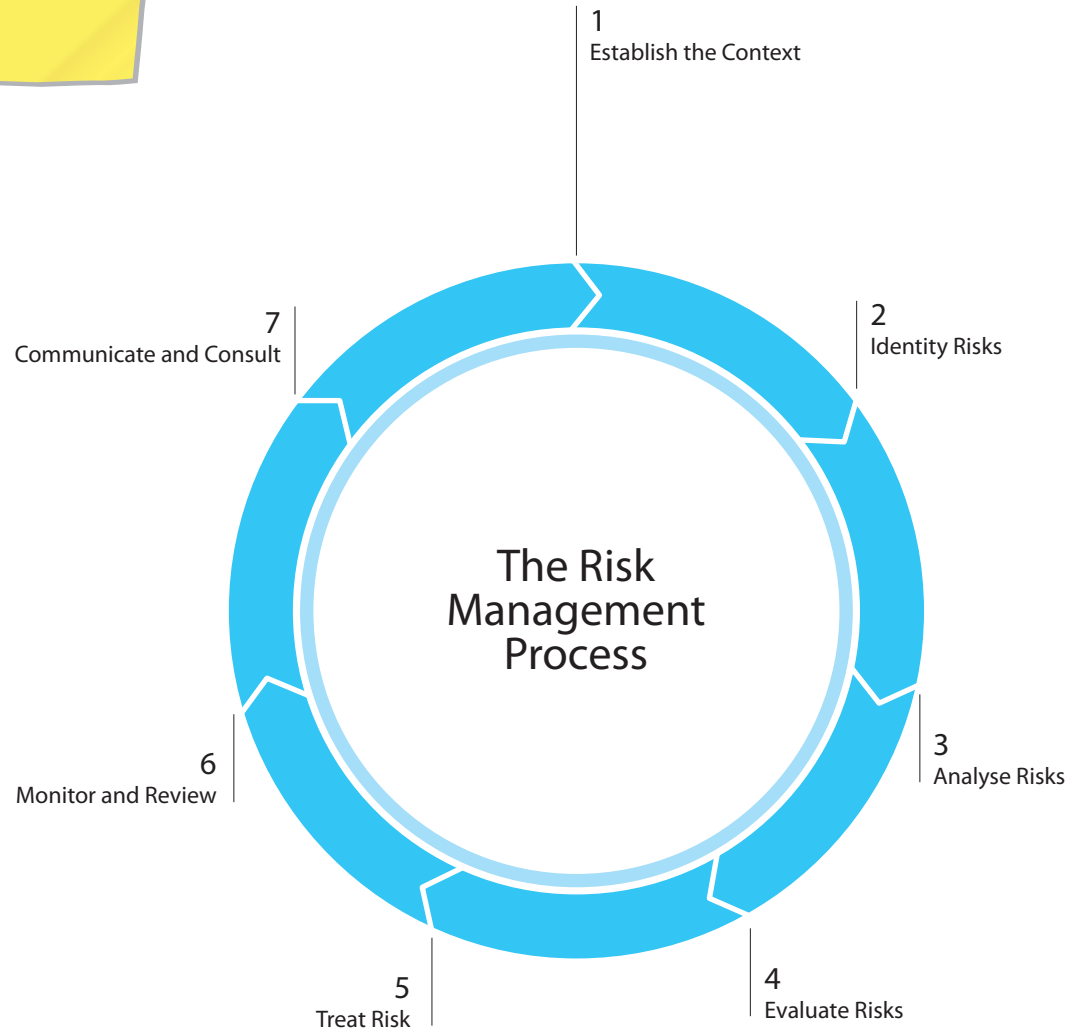 1
Establish the Context
2
Identity Risks
7
Communicate and Consult
The Risk
Management
Process
3
Analyse Risks
6
Monitor and Review
4
Evaluate Risks
5
Treat Risk